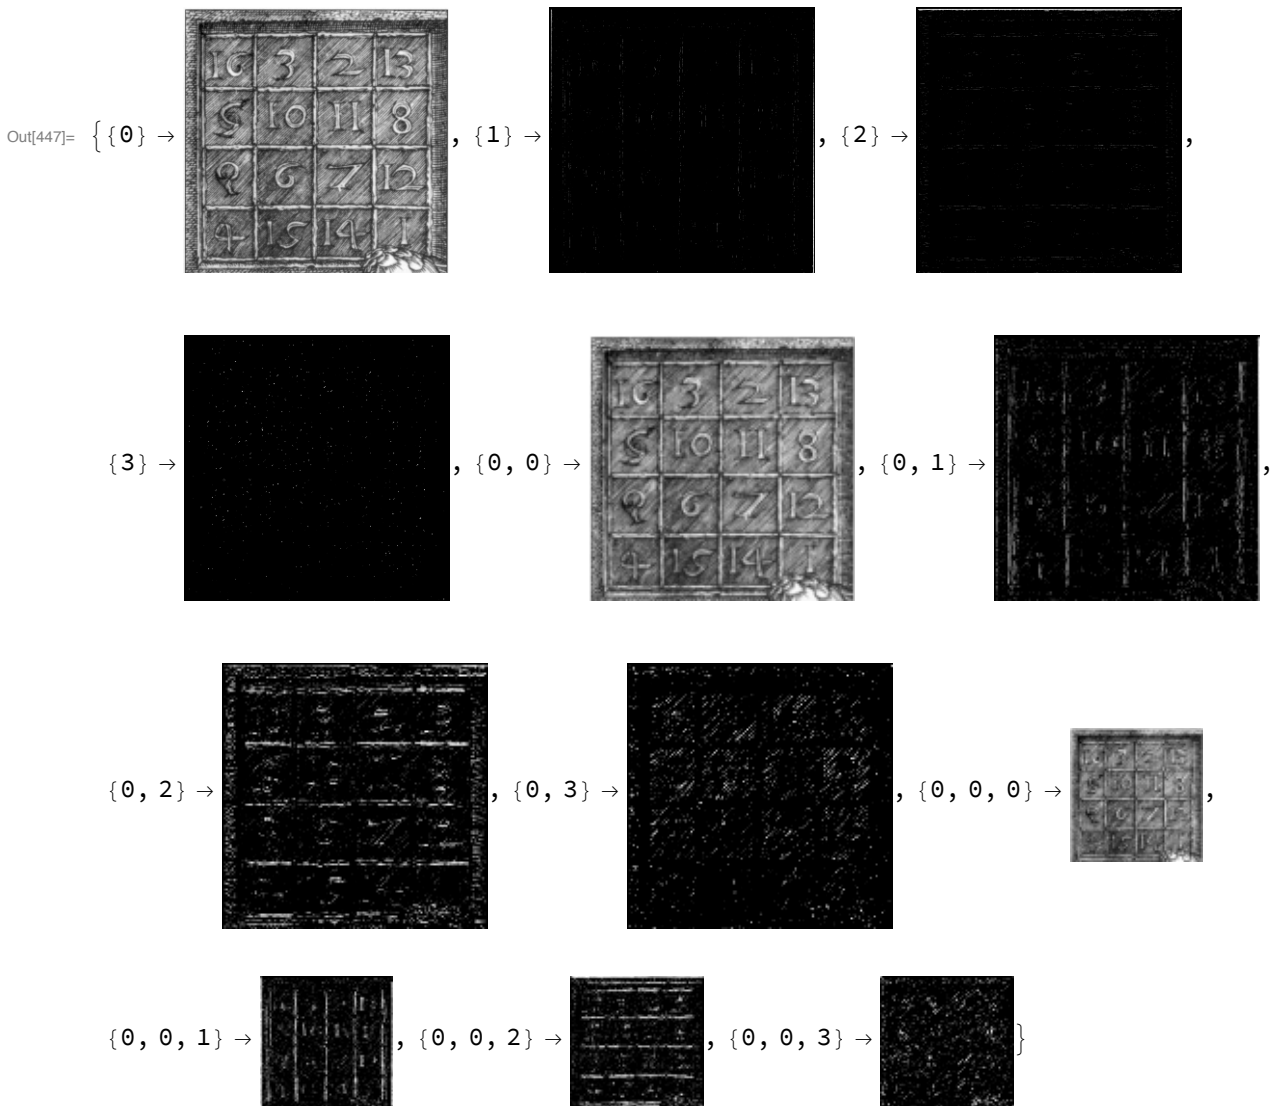 Out[447]= {{0} → 16 3 2 13, {1} → , {2} → ,
5 10 11 8
9 6 7 12
4 15 14 1
{3} → , {0, 0} → 16 3 2 13, {0, 1} → ,
5 10 11 8
9 6 7 12
4 15 14 1
{0, 2} → , {0, 3} → , {0, 0, 0} → ,
{0, 0, 1} → , {0, 0, 2} → , {0, 0, 3} → }